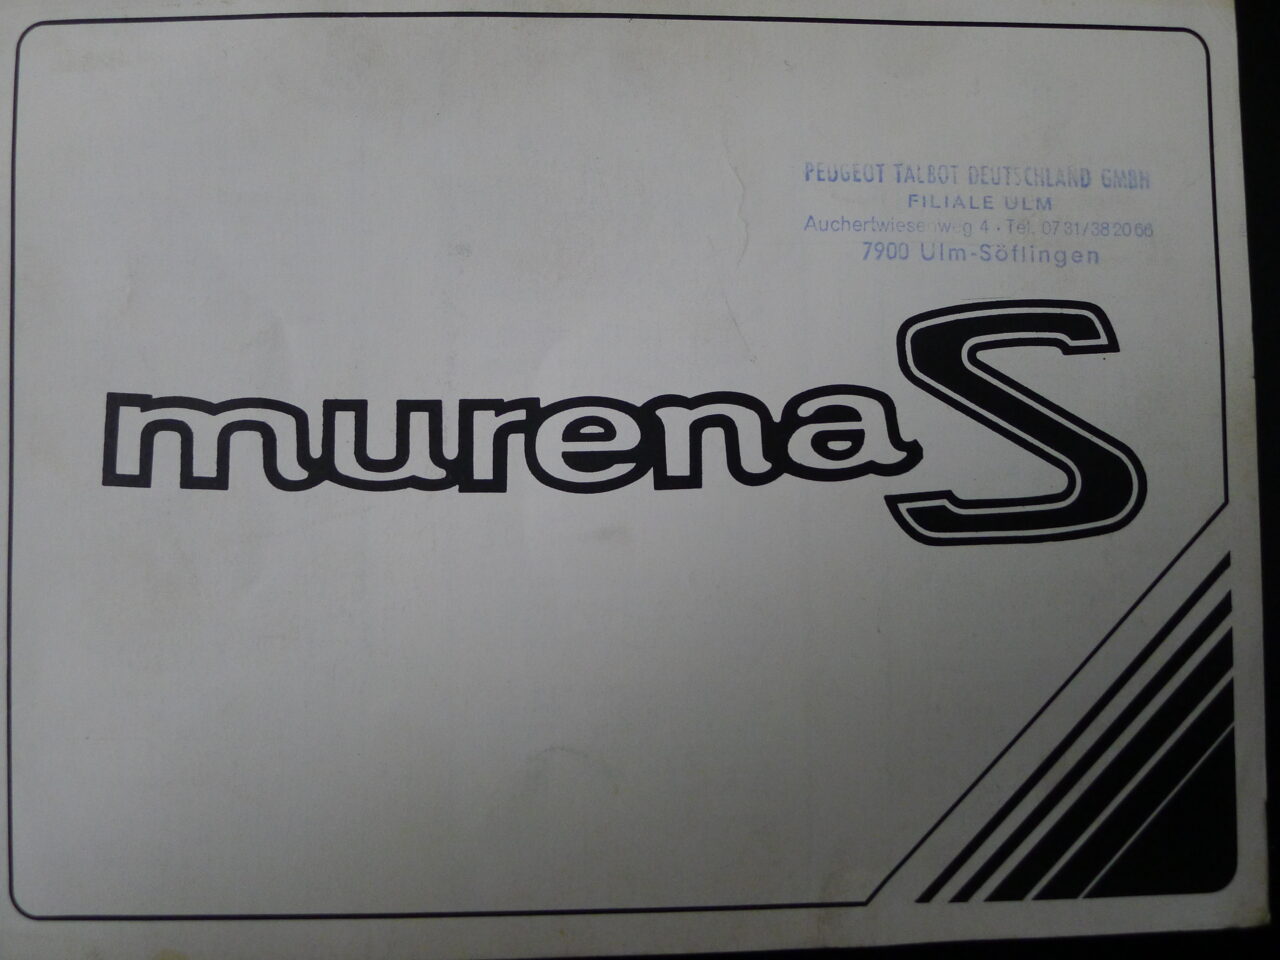 PEUGEOT TALBOT DEUTSCHLAND GMBH
FILIALE ULM
Auchertwiesenweg 4 · Tel. 0731/382066
7900 Ulm-Söflingen
murena S